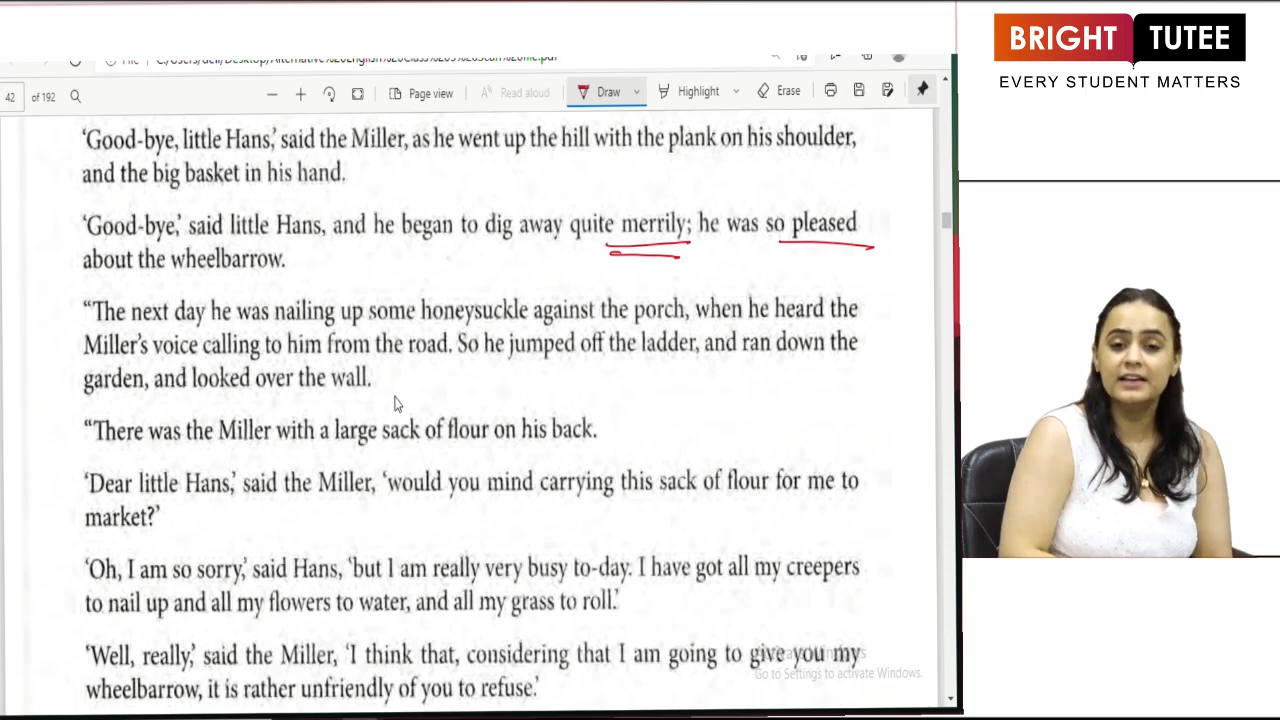 BRIGHT TUTEE
EVERY STUDENT MATTERS
42 of 192
Page view
Read aloud
Draw
Highlight
Erase
‘Good-bye, little Hans,’ said the Miller, as he went up the hill with the plank on his shoulder,
and the big basket in his hand.
‘Good-bye,’ said little Hans, and he began to dig away quite merrily; he was so pleased
about the wheelbarrow.
“The next day he was nailing up some honeysuckle against the porch, when he heard the
Miller’s voice calling to him from the road. So he jumped off the ladder, and ran down the
garden, and looked over the wall.
“There was the Miller with a large sack of flour on his back.
‘Dear little Hans,’ said the Miller, ‘would you mind carrying this sack of flour for me to
market?’
‘Oh, I am so sorry,’ said Hans, ‘but I am really very busy to-day. I have got all my creepers
to nail up and all my flowers to water, and all my grass to roll.’
‘Well, really,’ said the Miller, ‘I think that, considering that I am going to give you my
wheelbarrow, it is rather unfriendly of you to refuse.’
Go to Settings to activate Windows.